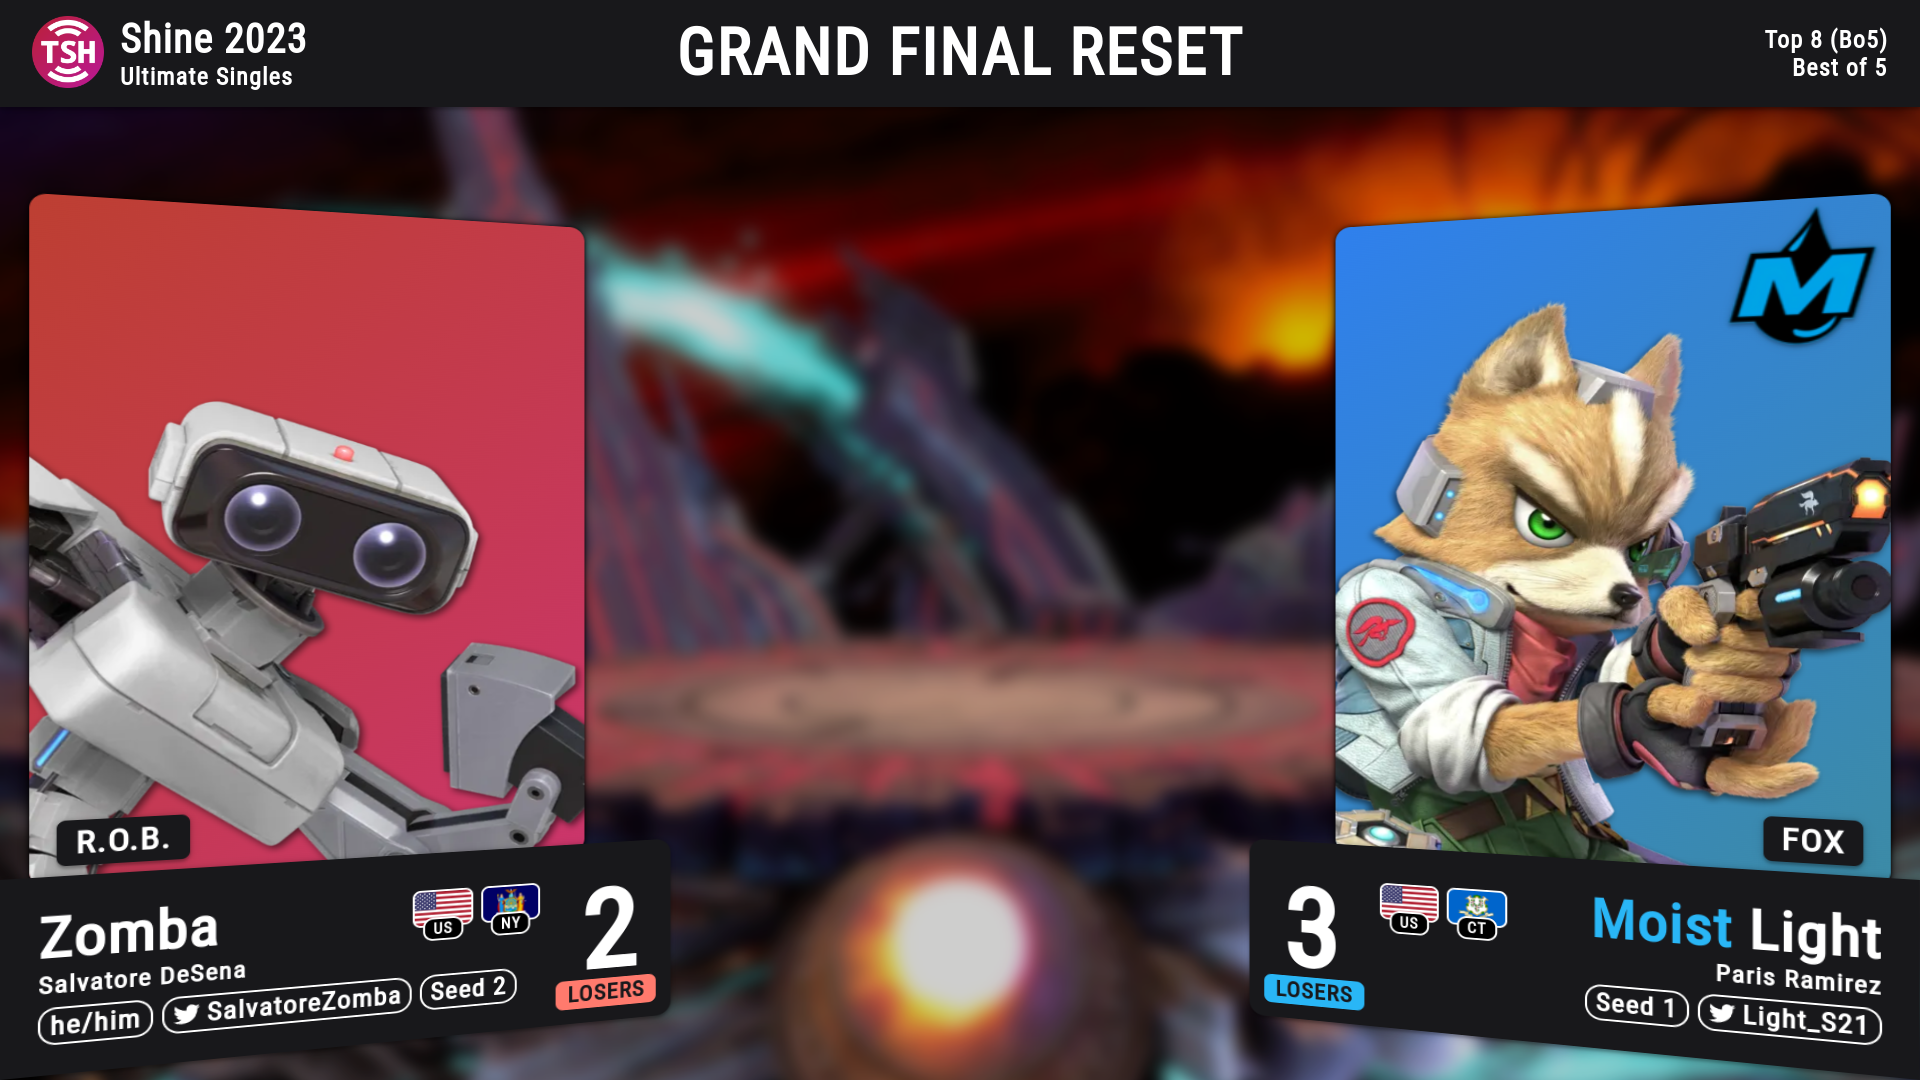 TSH
Shine 2023
Ultimate Singles
GRAND FINAL RESET
Top 8 (Bo5)
Best of 5
M
R.O.B.
FOX
Zomba
US
NY
2
Salvatore DeSena
LOSERS
he/him
SalvatoreZomba
Seed 2
3
US
CT
Moist Light
LOSERS
Paris Ramirez
Seed 1
Light_S21